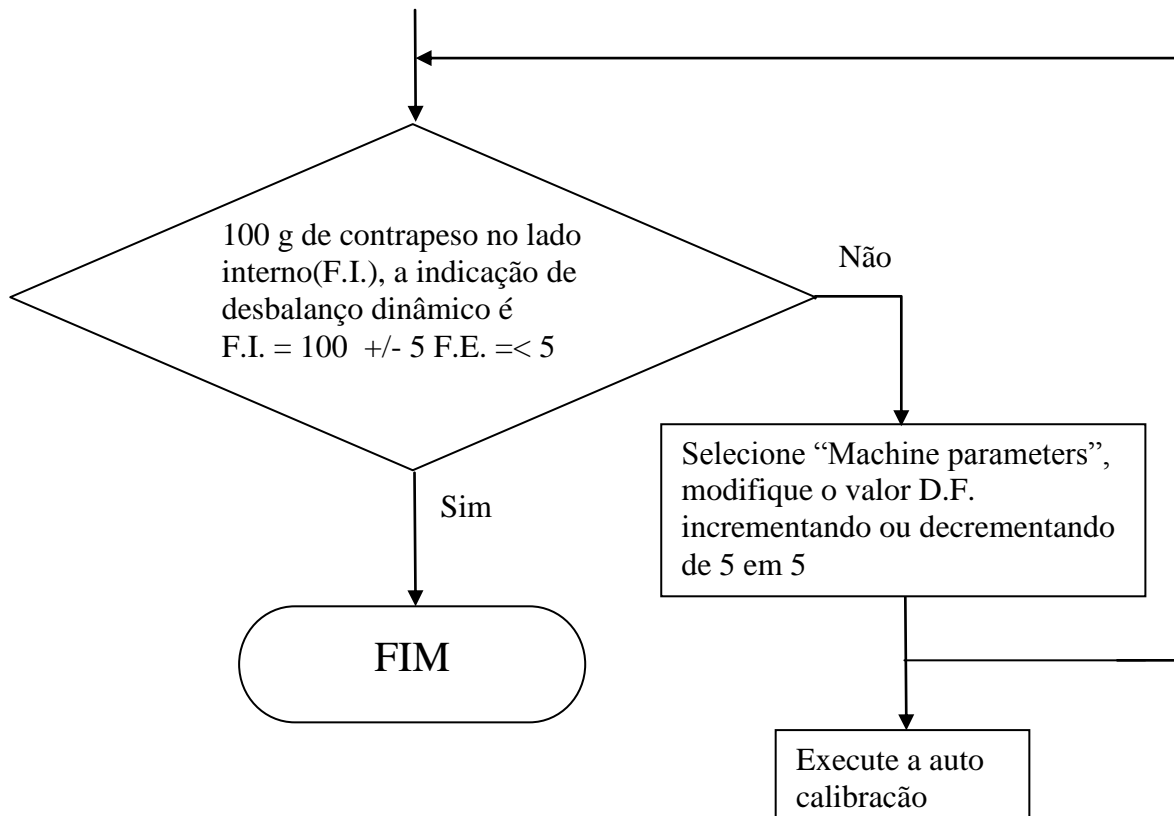 100 g de contrapeso no lado
interno(F.I.), a indicação de
desbalanço dinâmico é
F.I. = 100 +/- 5 F.E. =< 5
Não
Sim
Selecione “Machine parameters”,
modifique o valor D.F.
incrementando ou decrementando
de 5 em 5
FIM
Execute a auto
calibracão